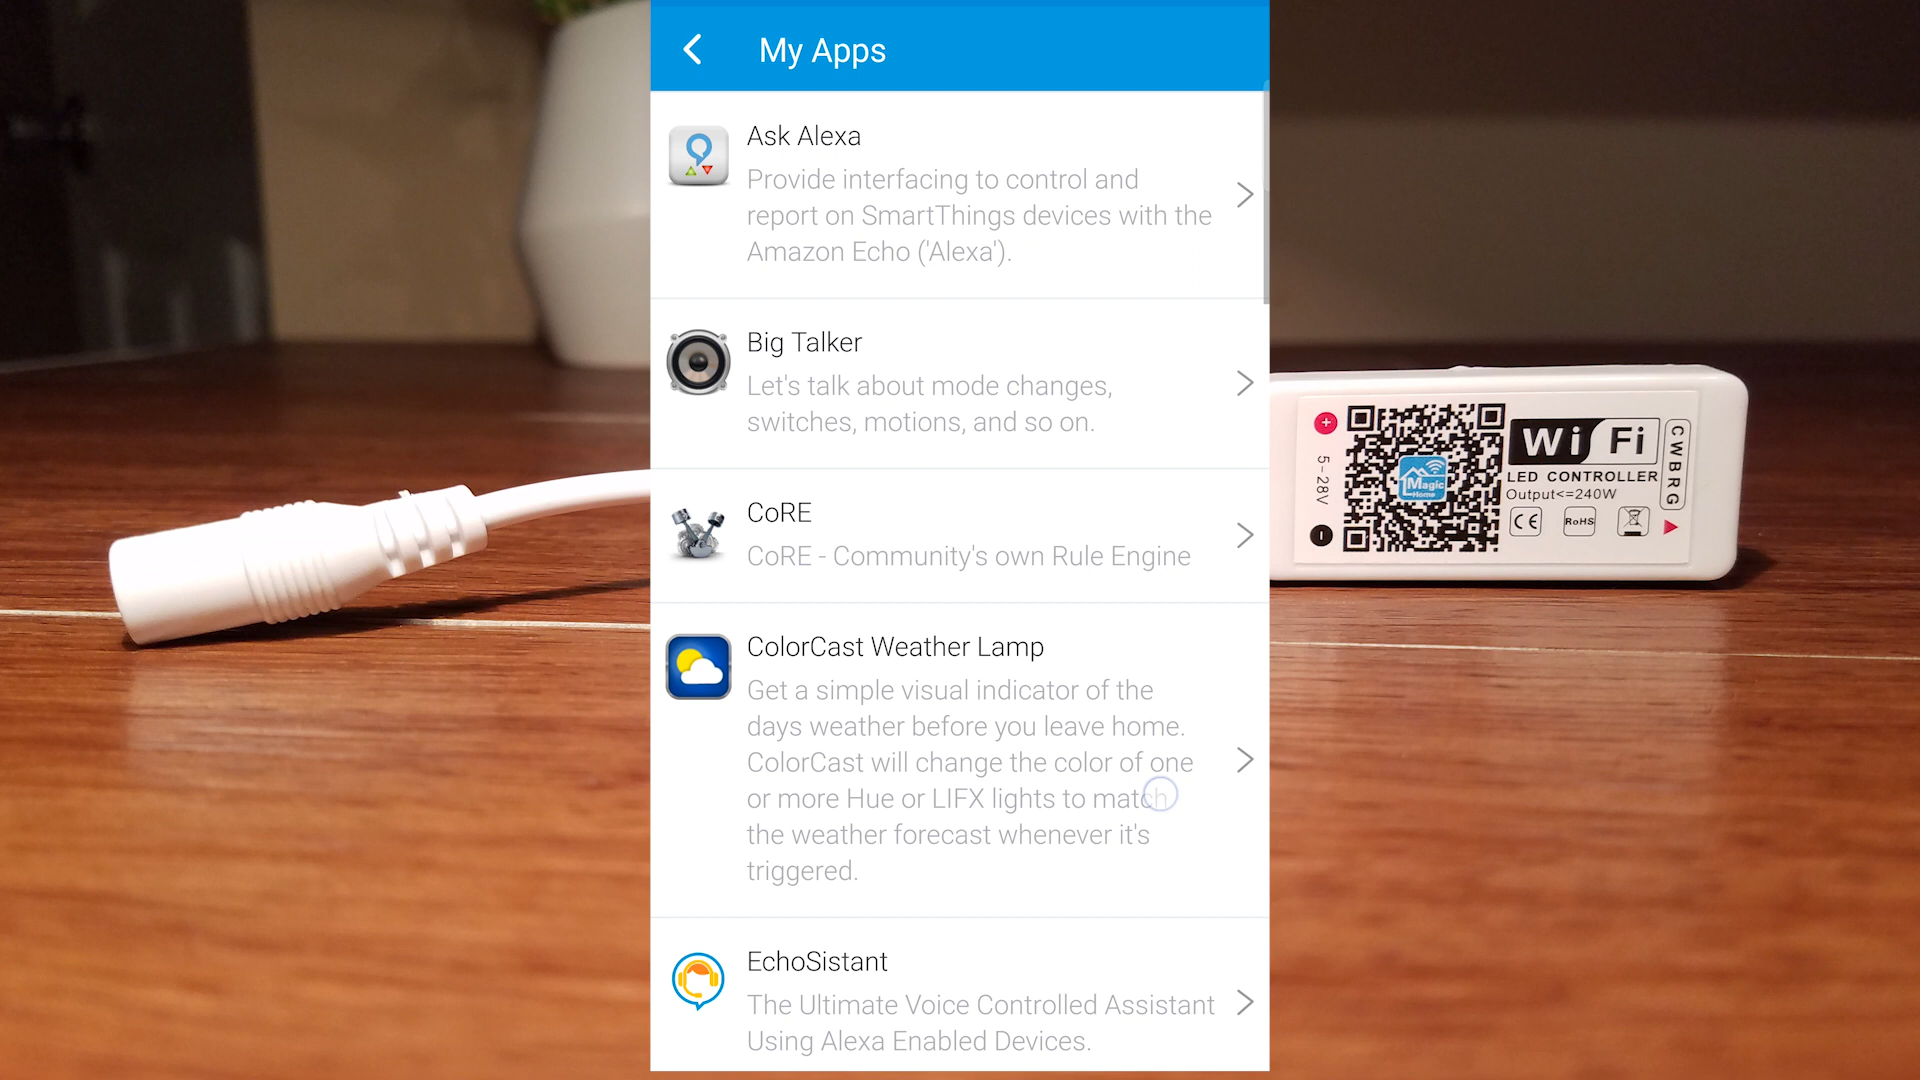 My Apps
Ask Alexa
Provide interfacing to control and
report on SmartThings devices with the
Amazon Echo ('Alexa').
Big Talker
Let's talk about mode changes,
switches, motions, and so on.
CoRE
CoRE - Community's own Rule Engine
ColorCast Weather Lamp
Get a simple visual indicator of the
days weather before you leave home.
ColorCast will change the color of one
or more Hue or LIFX lights to match
the weather forecast whenever it's
triggered.
EchoSistant
The Ultimate Voice Controlled Assistant
Using Alexa Enabled Devices.
+
5-28V
-
Magic
Home
WiFi
LED CONTROLLER
Output<=240W
CE
RoHS
CWBRG